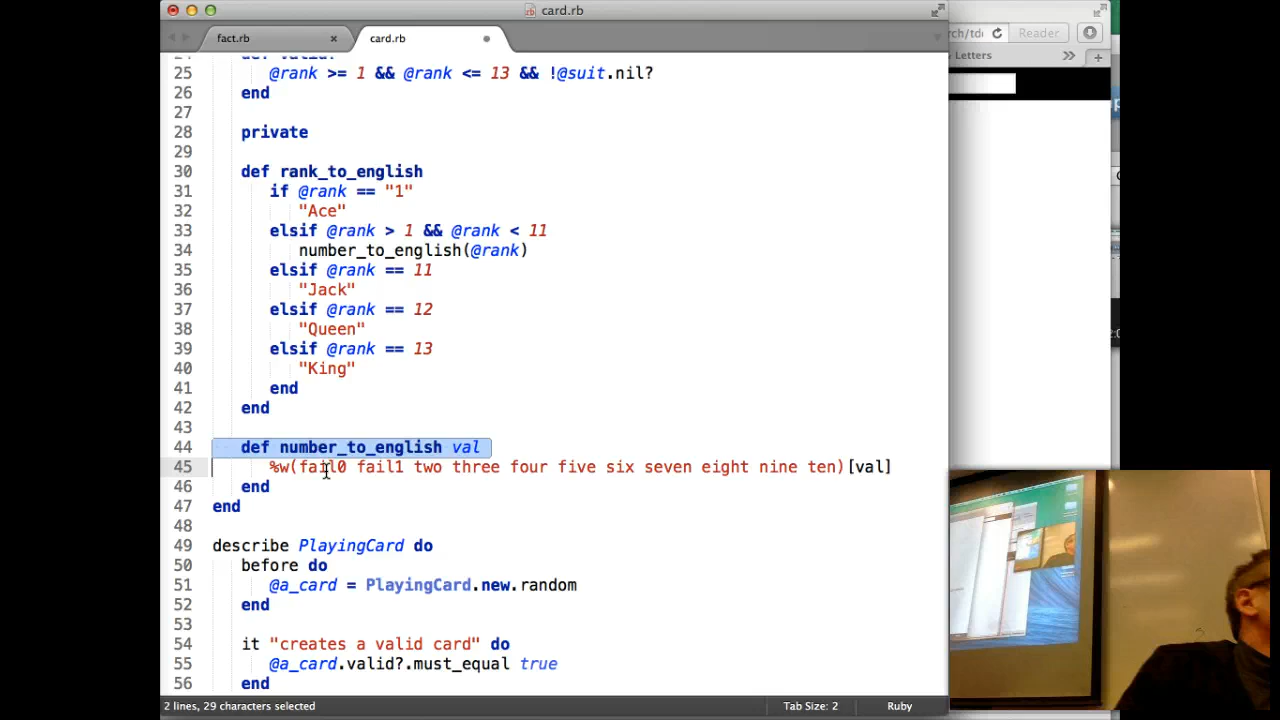 card.rb
fact.rb
card.rb
rch/td
Reader
Letters
24 def valid?
25 @rank >= 1 && @rank <= 13 && !@suit.nil?
26 end
27
28 private
29
30 def rank_to_english
31 if @rank == "1"
32 "Ace"
33 elsif @rank > 1 && @rank < 11
34 number_to_english(@rank)
35 elsif @rank == 11
36 "Jack"
37 elsif @rank == 12
38 "Queen"
39 elsif @rank == 13
40 "King"
41 end
42 end
43
44 def number_to_english val
45 %w(fail0 fail1 two three four five six seven eight nine ten)[val]
46 end
47 end
48
49 describe PlayingCard do
50 before do
51 @a_card = PlayingCard.new.random
52 end
53
54 it "creates a valid card" do
55 @a_card.valid?.must_equal true
56 end
2 lines, 29 characters selected
Tab Size: 2
Ruby